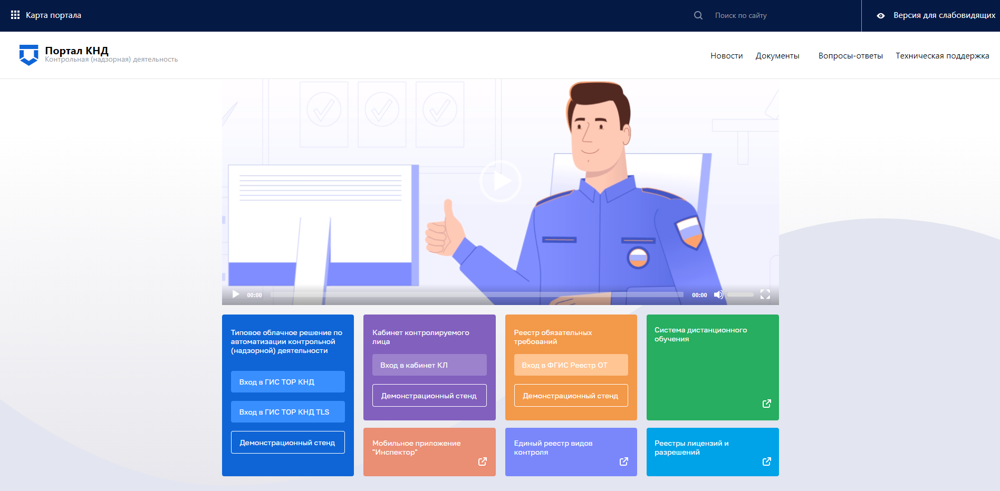 Карта портала
Поиск по сайту
Версия для слабовидящих
Портал КНД
Контрольная (надзорная) деятельность
Новости
Документы
Вопросы-ответы
Техническая поддержка
00:00
00:00
Типовое облачное решение по
автоматизации контрольной
(надзорной) деятельности
Вход в ГИС ТОР КНД
Вход в ГИС ТОР КНД TLS
Демонстрационный стенд
Кабинет контролируемого
лица
Вход в кабинет КЛ
Демонстрационный стенд
Реестр обязательных
требований
Вход в ФГИС Реестр ОТ
Демонстрационный стенд
Система дистанционного
обучения
Мобильное приложение
"Инспектор"
Единый реестр видов
контроля
Реестры лицензий и
разрешений